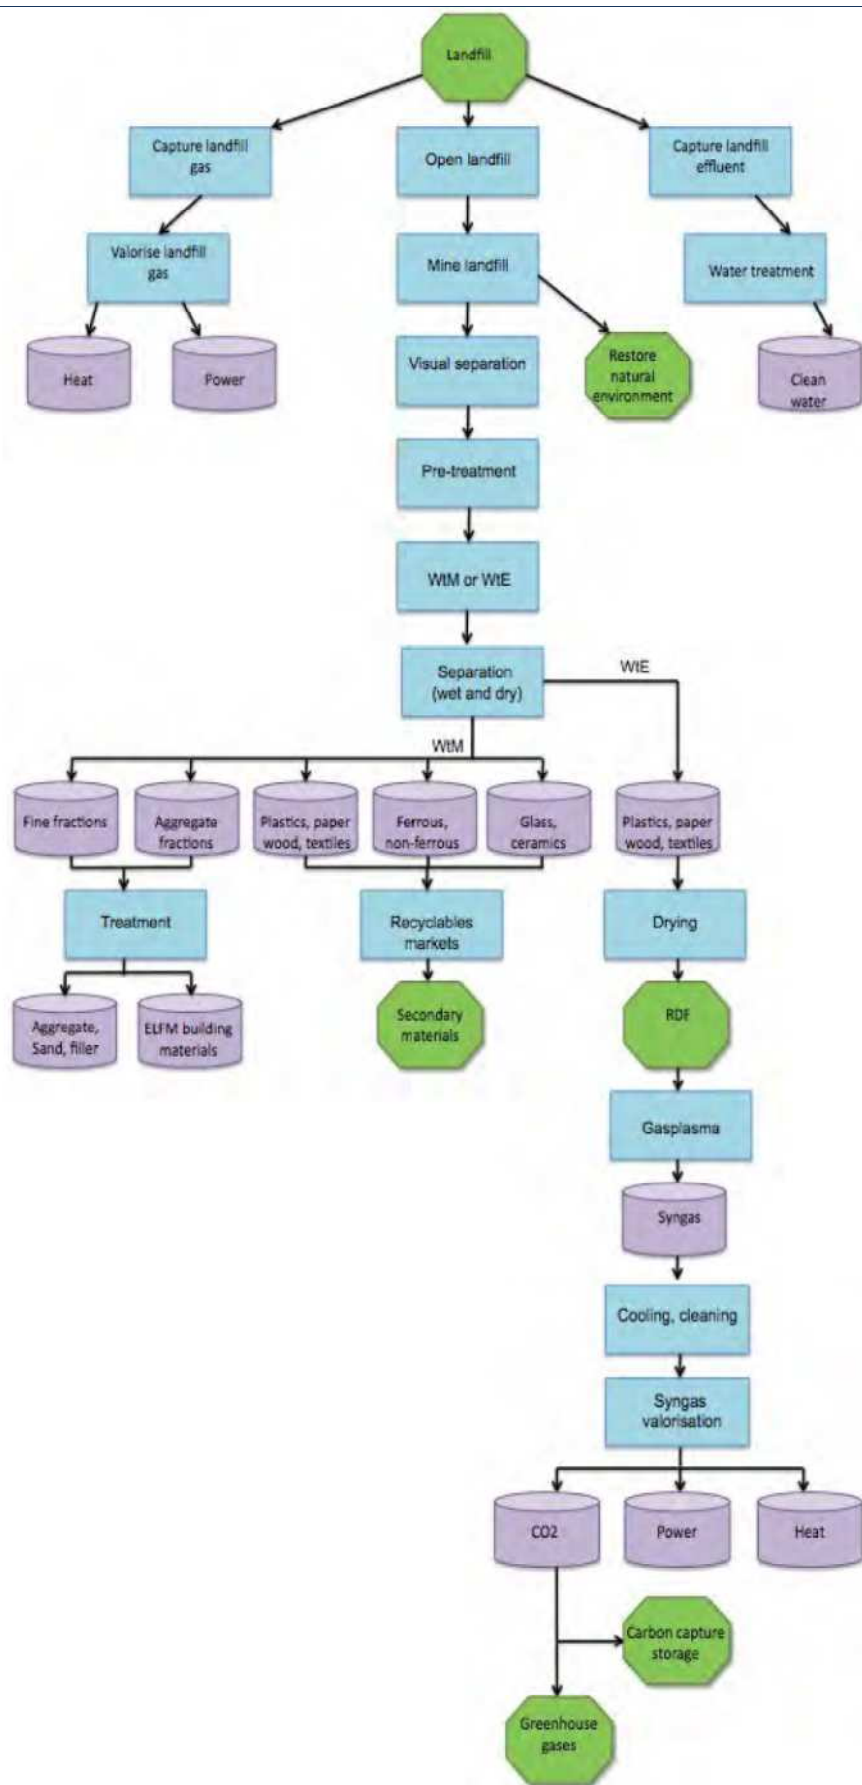 Landfill
Capture landfill
gas
Open landfill
Capture landfill
effluent
Valorise landfill
gas
Mine landfill
Water treatment
Heat
Power
Visual separation
Restore
natural
environment
Clean
water
Pre-treatment
WtM or WtE
Separation
(wet and dry)
WtE
WtM
Fine fractions
Aggregate
fractions
Plastics, paper
wood, textiles
Ferrous,
non-ferrous
Glass,
ceramics
Plastics, paper
wood, textiles
Treatment
Recyclables
markets
Drying
Aggregate,
Sand, filler
ELFM building
materials
Secondary
materials
RDF
Gasplasma
Syngas
Cooling, cleaning
Syngas
valorisation
CO2
Power
Heat
Carbon capture
storage
Greenhouse
gases